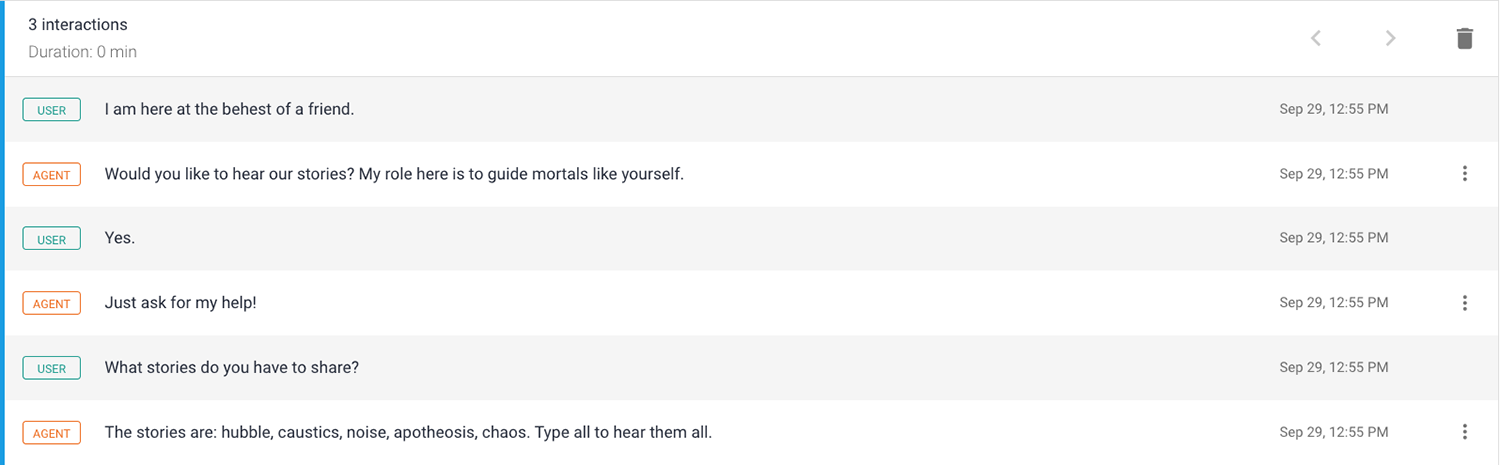 3 interactions
Duration: 0 min
USER I am here at the behest of a friend. Sep 29, 12:55 PM
AGENT Would you like to hear our stories? My role here is to guide mortals like yourself. Sep 29, 12:55 PM
USER Yes. Sep 29, 12:55 PM
AGENT Just ask for my help! Sep 29, 12:55 PM
USER What stories do you have to share? Sep 29, 12:55 PM
AGENT The stories are: hubble, caustics, noise, apotheosis, chaos. Type all to hear them all. Sep 29, 12:55 PM